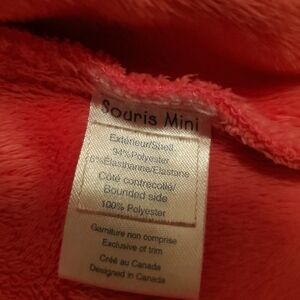 Souris Mini
Extérieur/Shell
94% Polyester
6% Élasthanne/Elastane
Côté contrecollé/
Bounded side
100% Polyester
Garniture non comprise
Exclusive of trim
Créé au Canada
Designed in Canada